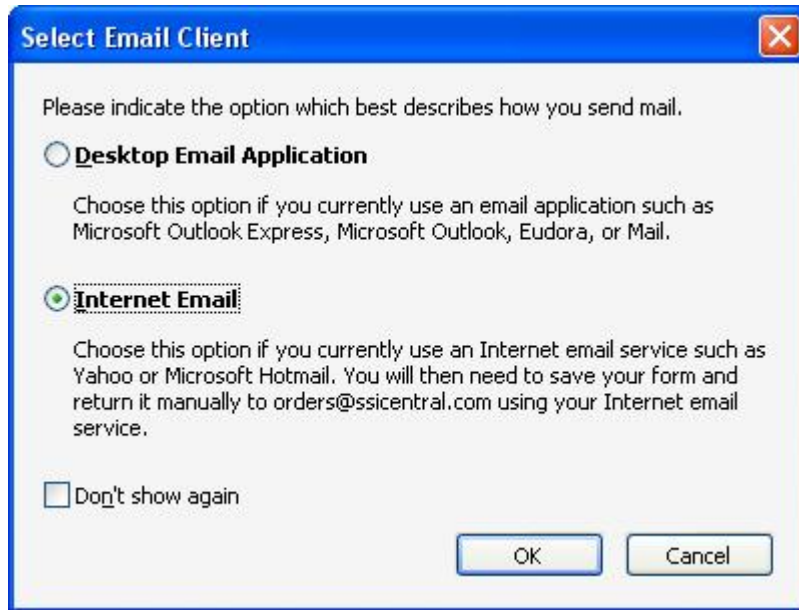 Select Email Client
Please indicate the option which best describes how you send mail.
Desktop Email Application
Choose this option if you currently use an email application such as
Microsoft Outlook Express, Microsoft Outlook, Eudora, or Mail.
Internet Email
Choose this option if you currently use an Internet email service such as
Yahoo or Microsoft Hotmail. You will then need to save your form and
return it manually to orders@ssicentral.com using your Internet email
service.
Don't show again
OK Cancel